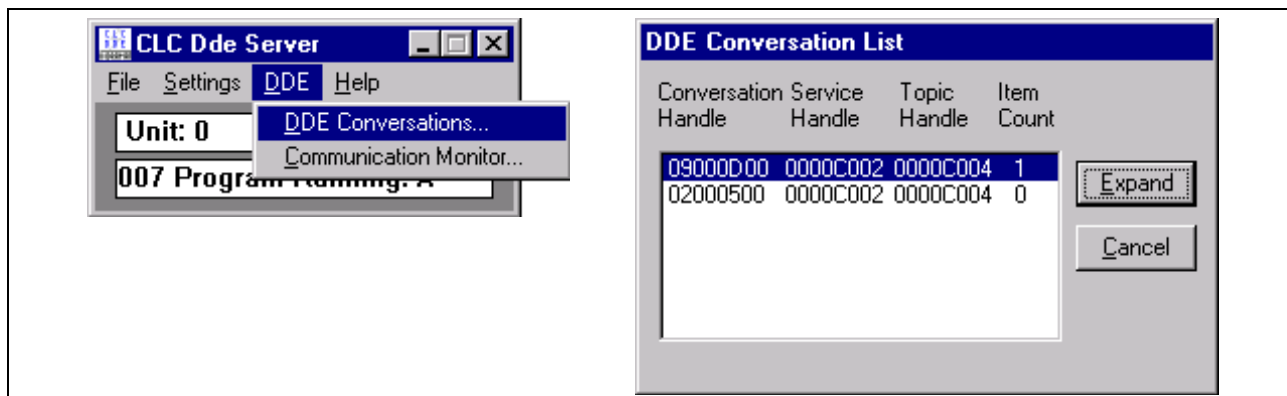 CLC Dde Server
File Settings DDE Help
Unit: 0
DDE Conversations...
Communication Monitor...
007 Program Running: A
DDE Conversation List
Conversation Service Topic Item
Handle Handle Handle Count
09000D00 0000C002 0000C004 1
02000500 0000C002 0000C004 0
Expand
Cancel